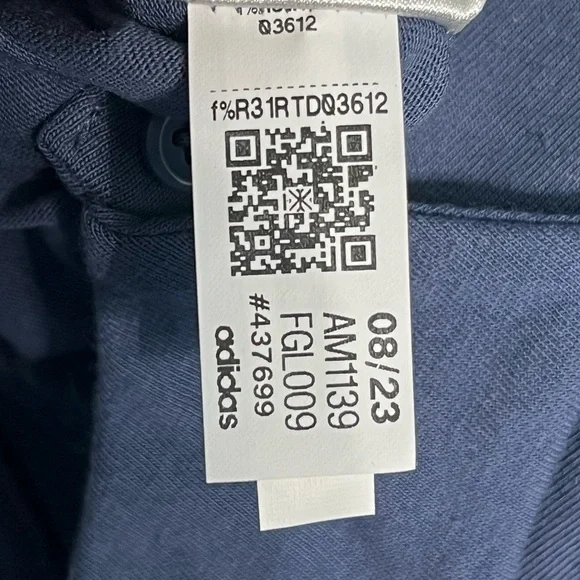 Q3612
f%R31RTDQ3612
08/23
AM1139
FGL009
#437699
adidas